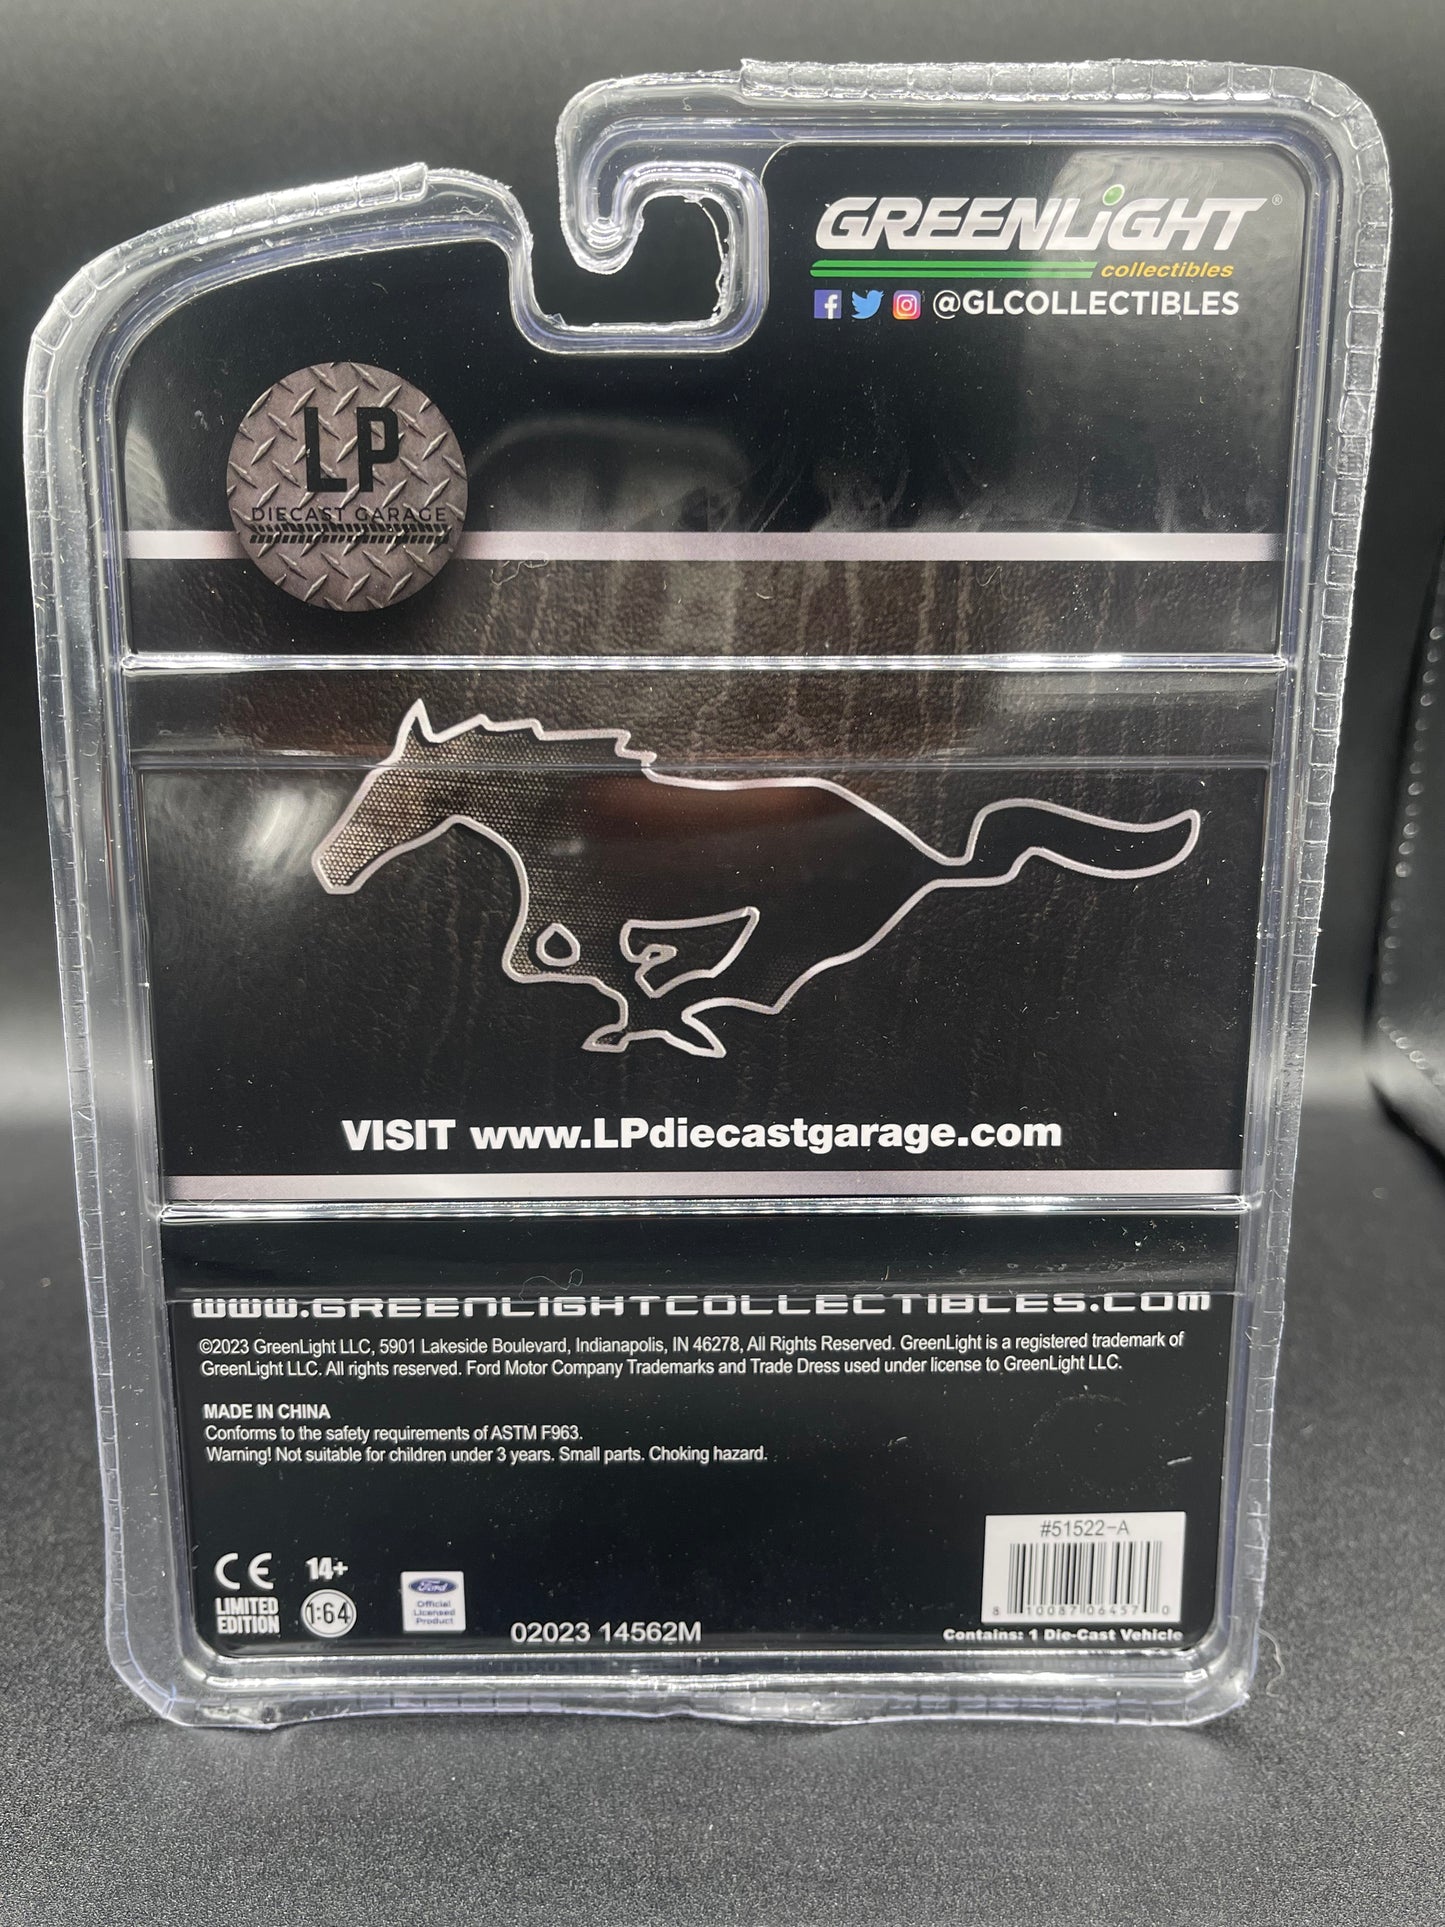 GREENLiGHT®
collectibles
@GLCOLLECTIBLES
LP
DIECAST GARAGE
VISIT www.LPdiecastgarage.com
WWW.GREENLIGHTCOLLECTIBLES.COM
©2023 GreenLight LLC, 5901 Lakeside Boulevard, Indianapolis, IN 46278, All Rights Reserved. GreenLight is a registered trademark of
GreenLight LLC. All rights reserved. Ford Motor Company Trademarks and Trade Dress used under license to GreenLight LLC.
MADE IN CHINA
Conforms to the safety requirements of ASTM F963.
Warning! Not suitable for children under 3 years. Small parts. Choking hazard.
CE 14+
LIMITED
EDITION
1:64
Ford
Official
Licensed
Product
02023 14562M
#51522-A
8 10087 06457 0
Contains: 1 Die-Cast Vehicle